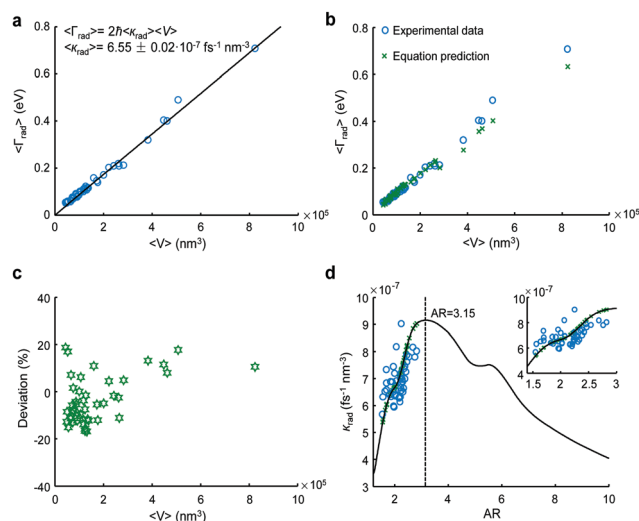 a
<Γrad>= 2ℏ<κrad><V>
<κrad>= 6.55 ± 0.02·10-7 fs-1 nm-3
0.8
0.6
0.4
0.2
0
<Γrad> (eV)
0 2 4 6 8 10
×10⁵
<V> (nm³)
b
Experimental data
Equation prediction
0.8
0.6
0.4
0.2
0
<Γrad> (eV)
0 2 4 6 8 10
×10⁵
<V> (nm³)
c
40
20
0
-20
-40
Deviation (%)
0 2 4 6 8 10
×10⁵
<V> (nm³)
d
×10⁻⁷
10
9
8
7
6
5
4
3
κrad (fs⁻¹ nm⁻³)
AR=3.15
×10⁻⁷
10
8
6
4
1.5 2 2.5 3
2 4 6 8 10
AR